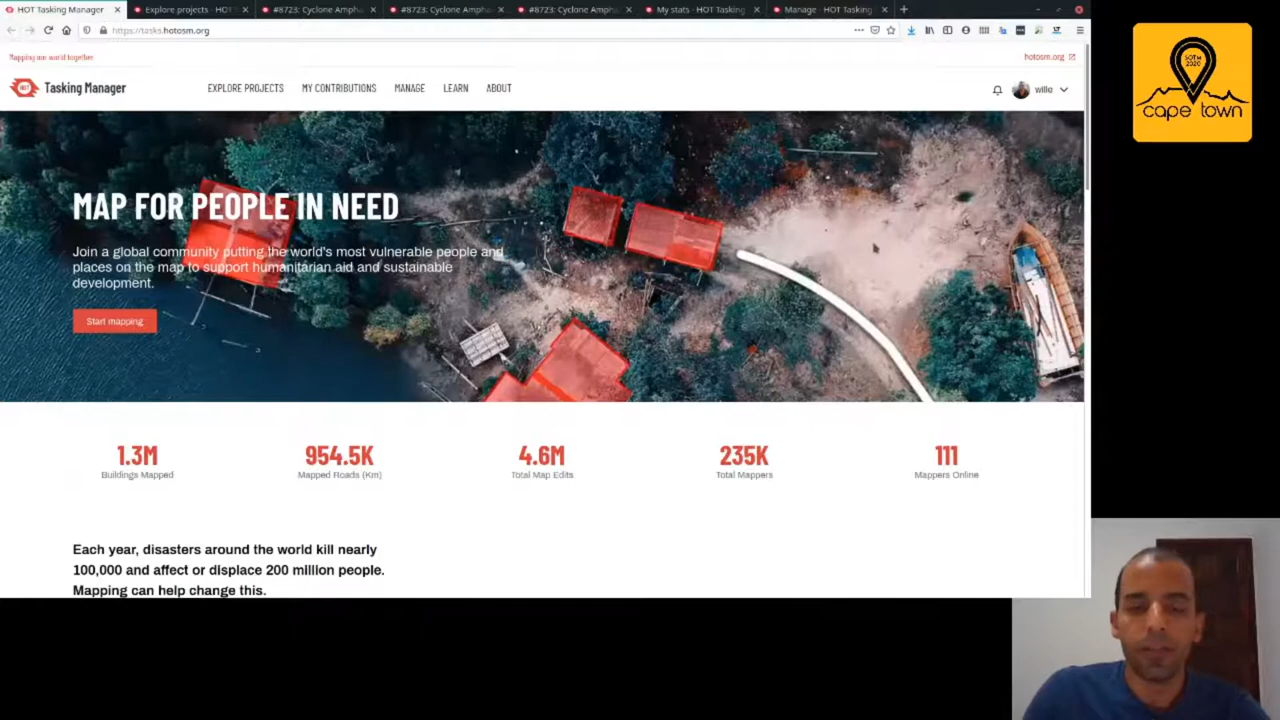 HOT Tasking Manager
Explore projects - HOT
#8723: Cyclone Ampha
#8723: Cyclone Ampha
#8723: Cyclone Ampha
My stats - HOT Tasking
Manage - HOT Tasking
https://tasks.hotosm.org
Mapping our world together
hotosm.org
HOT
Tasking Manager
EXPLORE PROJECTS
MY CONTRIBUTIONS
MANAGE
LEARN
ABOUT
wille
MAP FOR PEOPLE IN NEED
Join a global community putting the world's most vulnerable people and
places on the map to support humanitarian aid and sustainable
development.
Start mapping
1.3M
Buildings Mapped
954.5K
Mapped Roads (Km)
4.6M
Total Map Edits
235K
Total Mappers
111
Mappers Online
Each year, disasters around the world kill nearly
100,000 and affect or displace 200 million people.
Mapping can help change this.
SOTM
2020
cape town